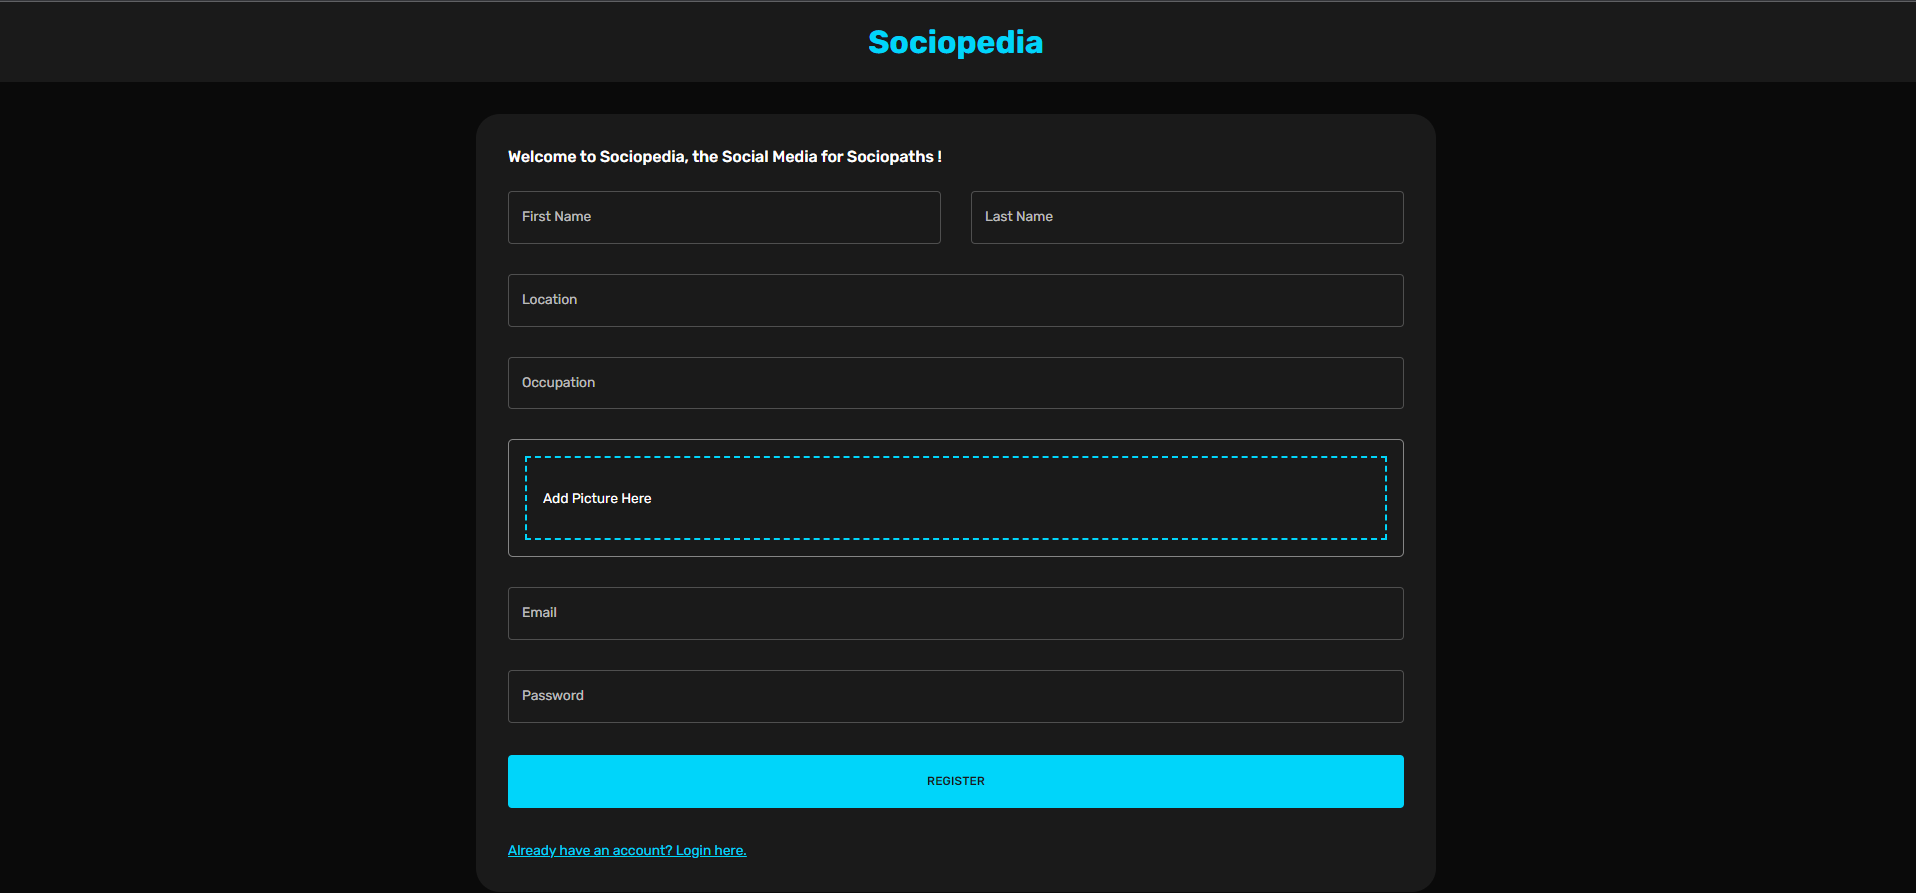 Sociopedia
Welcome to Sociopedia, the Social Media for Sociopaths !
First Name
Last Name
Location
Occupation
Add Picture Here
Email
Password
REGISTER
Already have an account? Login here.